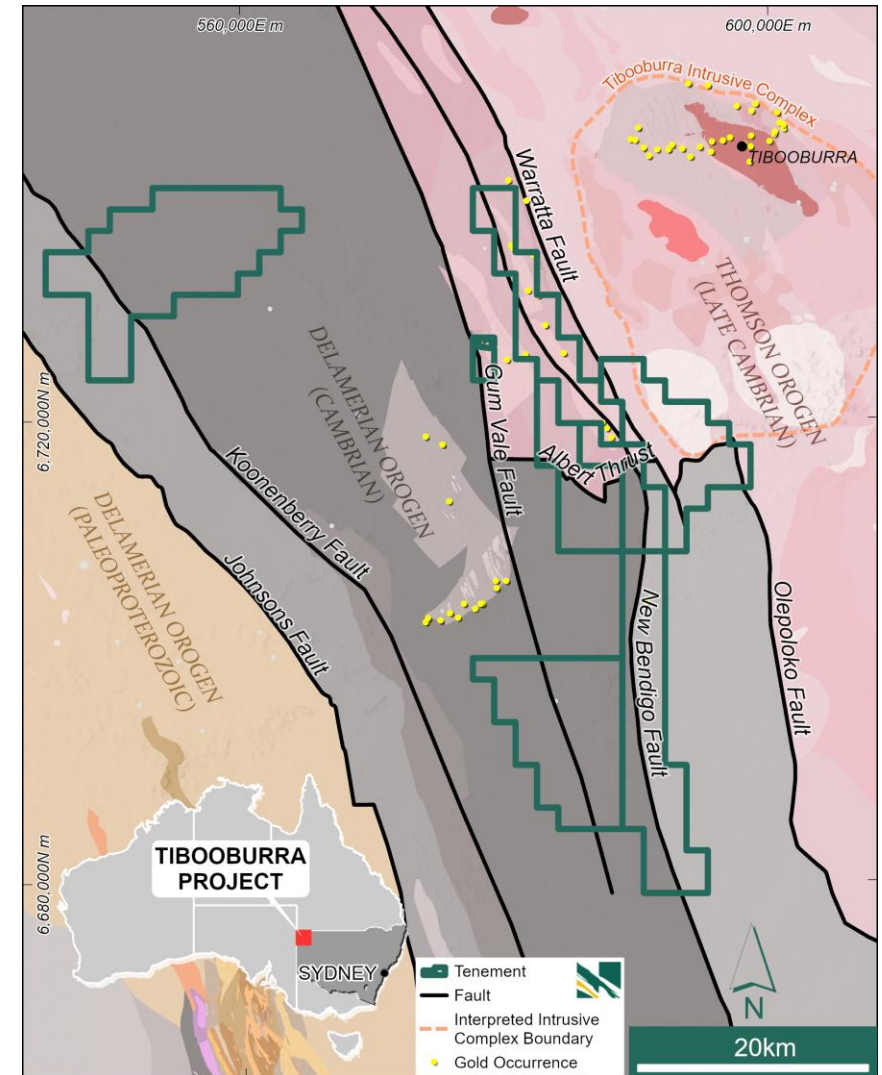 560,000E m
600,000E m
Tibooburra Intrusive Complex
TIBOOBURRA
Warratta Fault
THOMSON OROGEN
(LATE CAMBRIAN)
DELAMERIAN OROGEN
(CAMBRIAN)
Gum Vale Fault
6,720,000N m
Albert Thrust
Koonenberry Fault
DELAMERIAN OROGEN
(PALEOPROTEROZOIC)
Johnsons Fault
New Bendigo Fault
Olepoloko Fault
TIBOOBURRA
PROJECT
6,680,000N m
SYDNEY
Tenement
Fault
Interpreted Intrusive
Complex Boundary
Gold Occurrence
N
20km